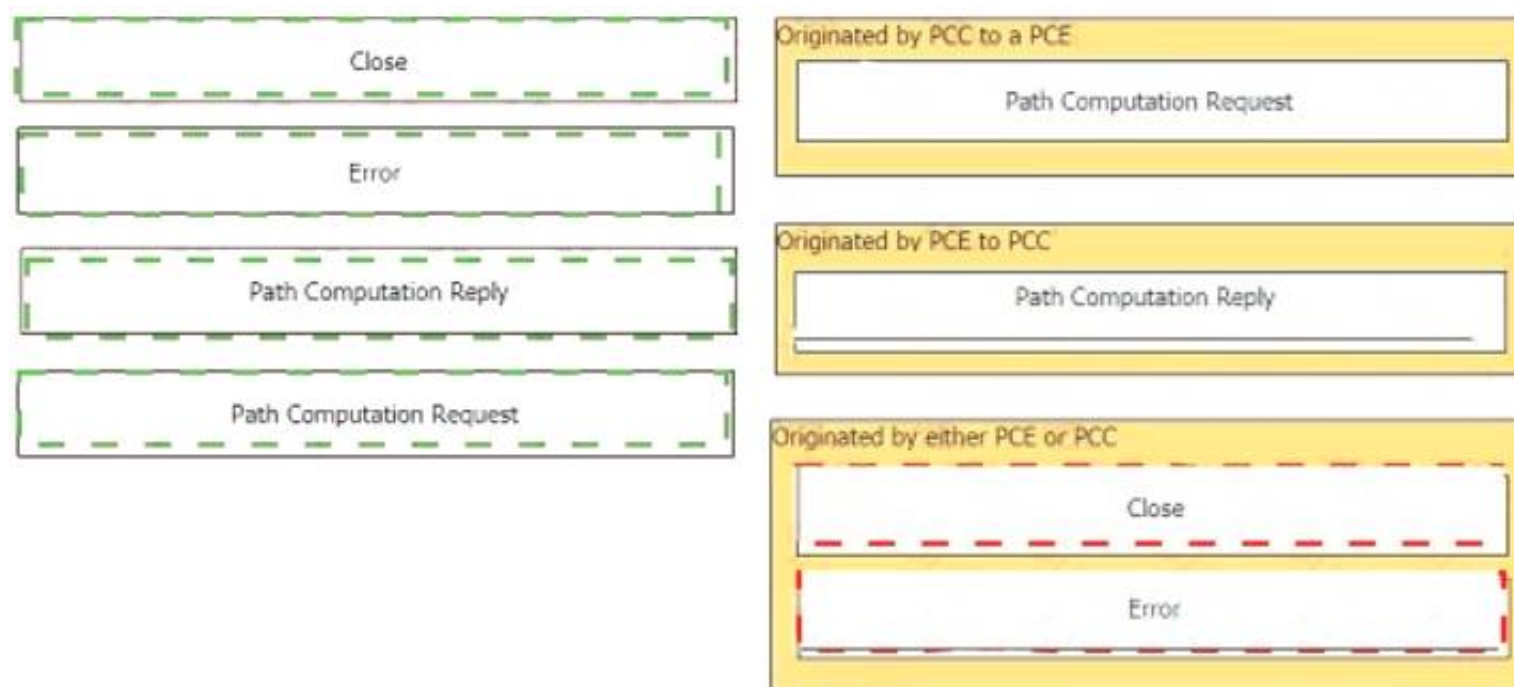 Close
Error
Path Computation Reply
Path Computation Request
Originated by PCC to a PCE
Path Computation Request
Originated by PCE to PCC
Path Computation Reply
Originated by either PCE or PCC
Close
Error